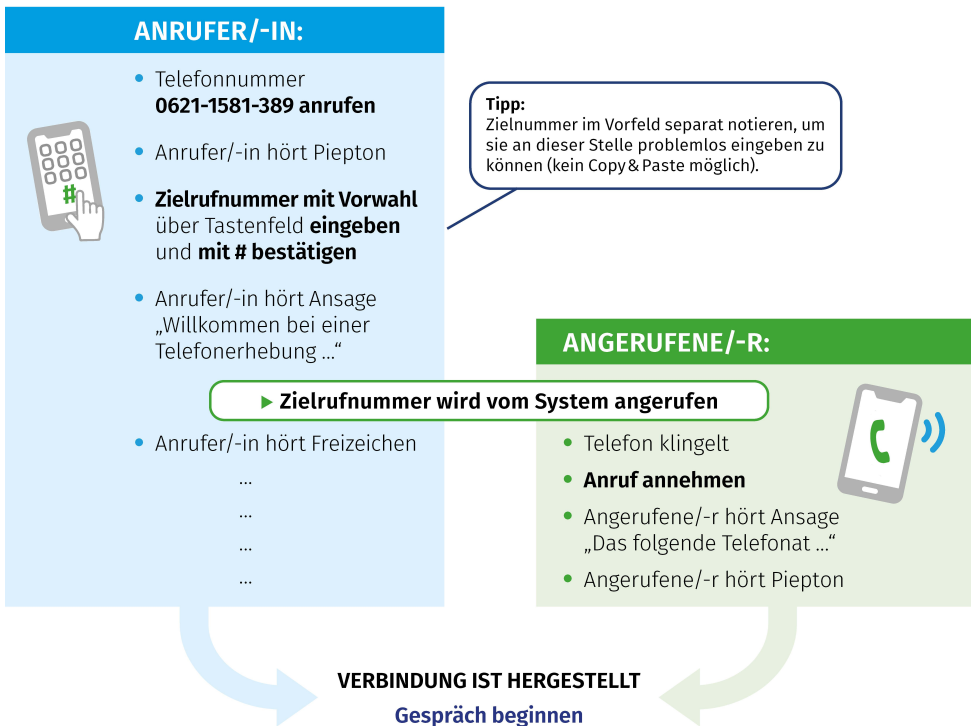 ANRUFER/-IN:
• Telefonnummer
0621-1581-389 anrufen
• Anrufer/-in hört Piepton
#
• Zielrufnummer mit Vorwahl
über Tastenfeld eingeben
und mit # bestätigen
Tipp:
Zielnummer im Vorfeld separat notieren, um
sie an dieser Stelle problemlos eingeben zu
können (kein Copy & Paste möglich).
• Anrufer/-in hört Ansage
„Willkommen bei einer
Telefonerhebung ...“
ANGERUFENE/-R:
▶ Zielrufnummer wird vom System angerufen
• Anrufer/-in hört Freizeichen
...
...
...
...
• Telefon klingelt
• Anruf annehmen
• Angerufene/-r hört Ansage
„Das folgende Telefonat ...“
• Angerufene/-r hört Piepton
VERBINDUNG IST HERGESTELLT
Gespräch beginnen